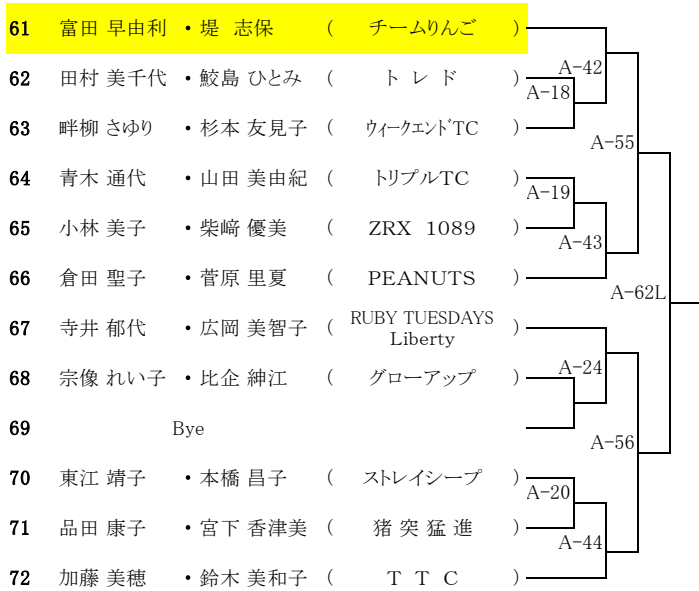 61 富田 早由利 ・堤 志保 ( チームりんご )
A-42
62 田村 美千代 ・鮫島 ひとみ ( トレド )
A-18
63 畔柳 さゆり ・杉本 友見子 ( ウィークエンドTC )
A-55
64 青木 通代 ・山田 美由紀 ( トリプルTC )
A-19
65 小林 美子 ・柴﨑 優美 ( ZRX 1089 )
A-43
66 倉田 聖子 ・菅原 里夏 ( PEANUTS )
A-62L
67 寺井 郁代 ・広岡 美智子 ( RUBY TUESDAYS
Liberty )
68 宗像 れい子 ・比企 紳江 ( グローアップ )
A-24
69 Bye
A-56
70 東江 靖子 ・本橋 昌子 ( ストレイシープ )
A-20
71 品田 康子 ・宮下 香津美 ( 猪突猛進 )
A-44
72 加藤 美穂 ・鈴木 美和子 ( TTC )